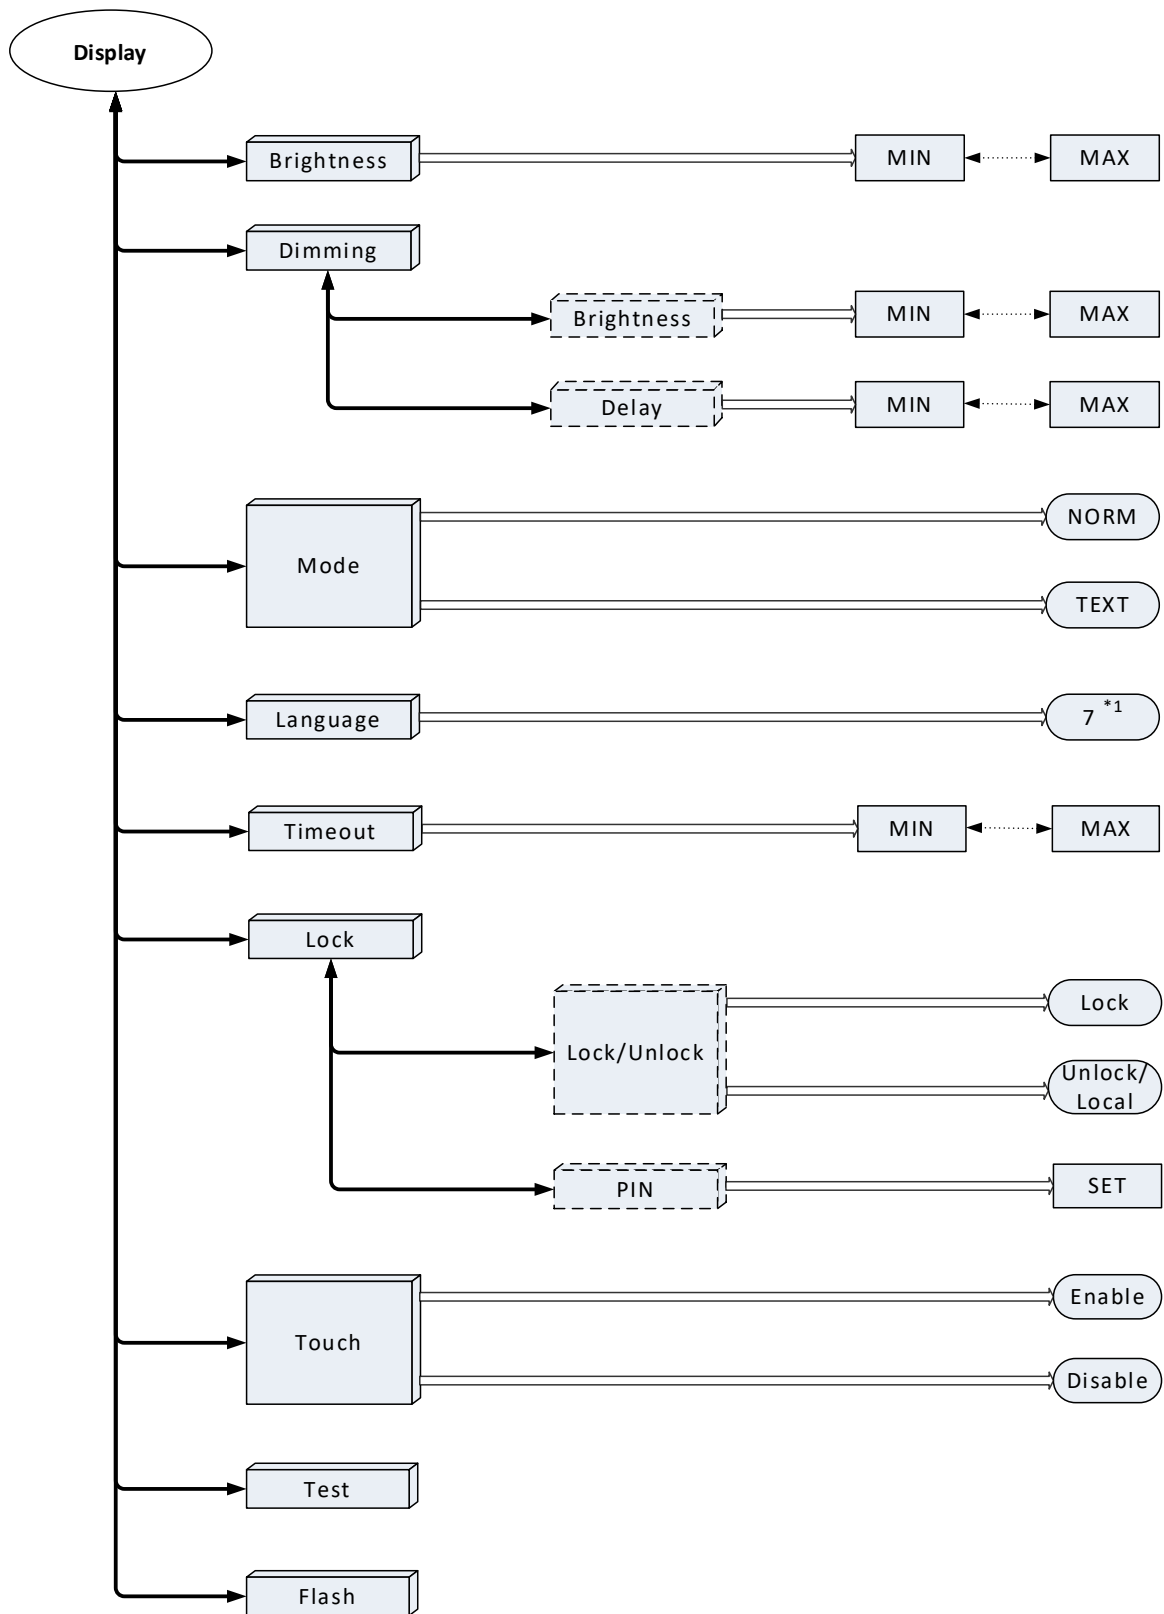 Display
Brightness
MIN
MAX
Dimming
Brightness
MIN
MAX
Delay
MIN
MAX
Mode
NORM
TEXT
Language
7 *1
Timeout
MIN
MAX
Lock
Lock/Unlock
Lock
Unlock/
Local
PIN
SET
Touch
Enable
Disable
Test
Flash